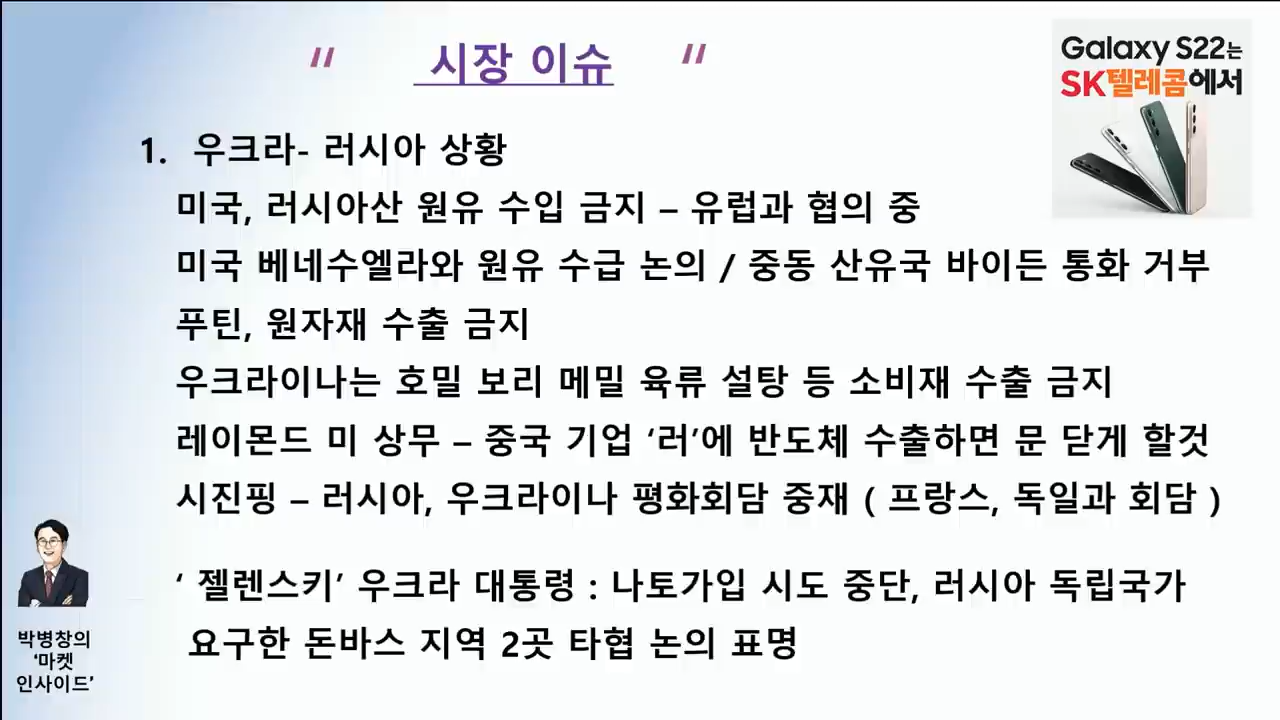 " 시장 이슈 "
Galaxy S22는
SK텔레콤에서
1. 우크라- 러시아 상황
미국, 러시아산 원유 수입 금지 – 유럽과 협의 중
미국 베네수엘라와 원유 수급 논의 / 중동 산유국 바이든 통화 거부
푸틴, 원자재 수출 금지
우크라이나는 호밀 보리 메밀 육류 설탕 등 소비재 수출 금지
레이몬드 미 상무 – 중국 기업 ‘러’에 반도체 수출하면 문 닫게 할것
시진핑 – 러시아, 우크라이나 평화회담 중재 ( 프랑스, 독일과 회담 )
‘ 젤렌스키’ 우크라 대통령 : 나토가입 시도 중단, 러시아 독립국가
요구한 돈바스 지역 2곳 타협 논의 표명
박병창의
‘마켓
인사이드’